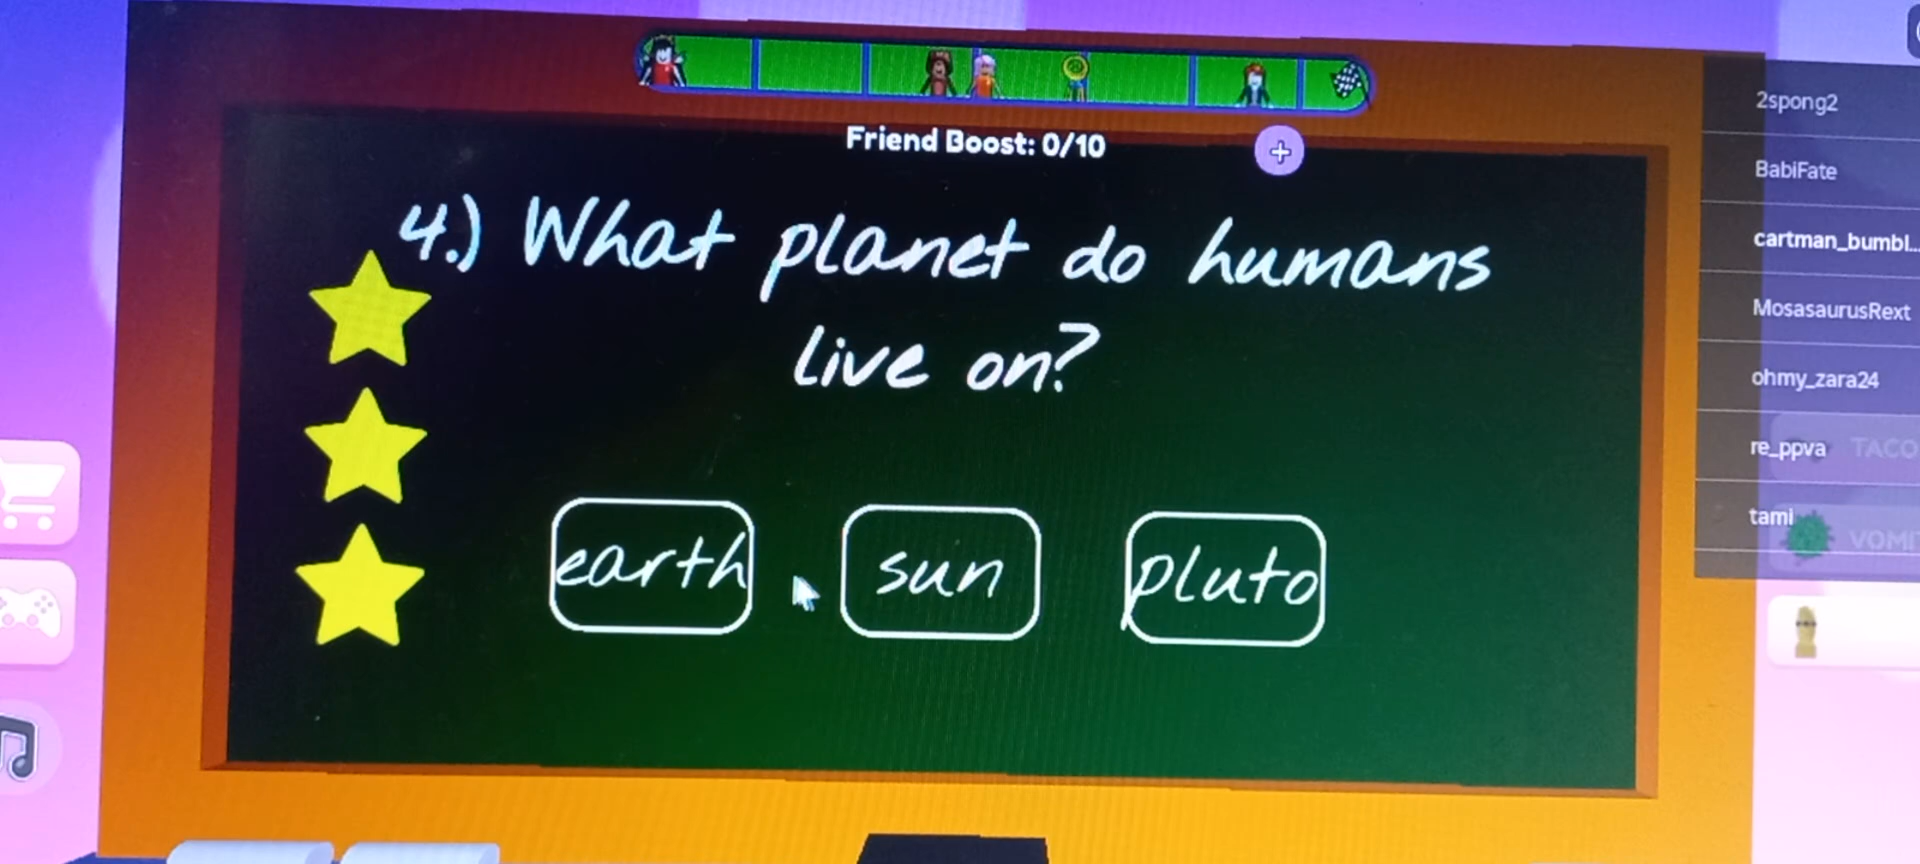 Friend Boost: 0/10
+
4.) What planet do humans
live on?
earth
sun
pluto
2spong2
BabiFate
cartman_bumbl...
MosasaurusRext
ohmy_zara24
re_ppva
TACO
tami
VOMI